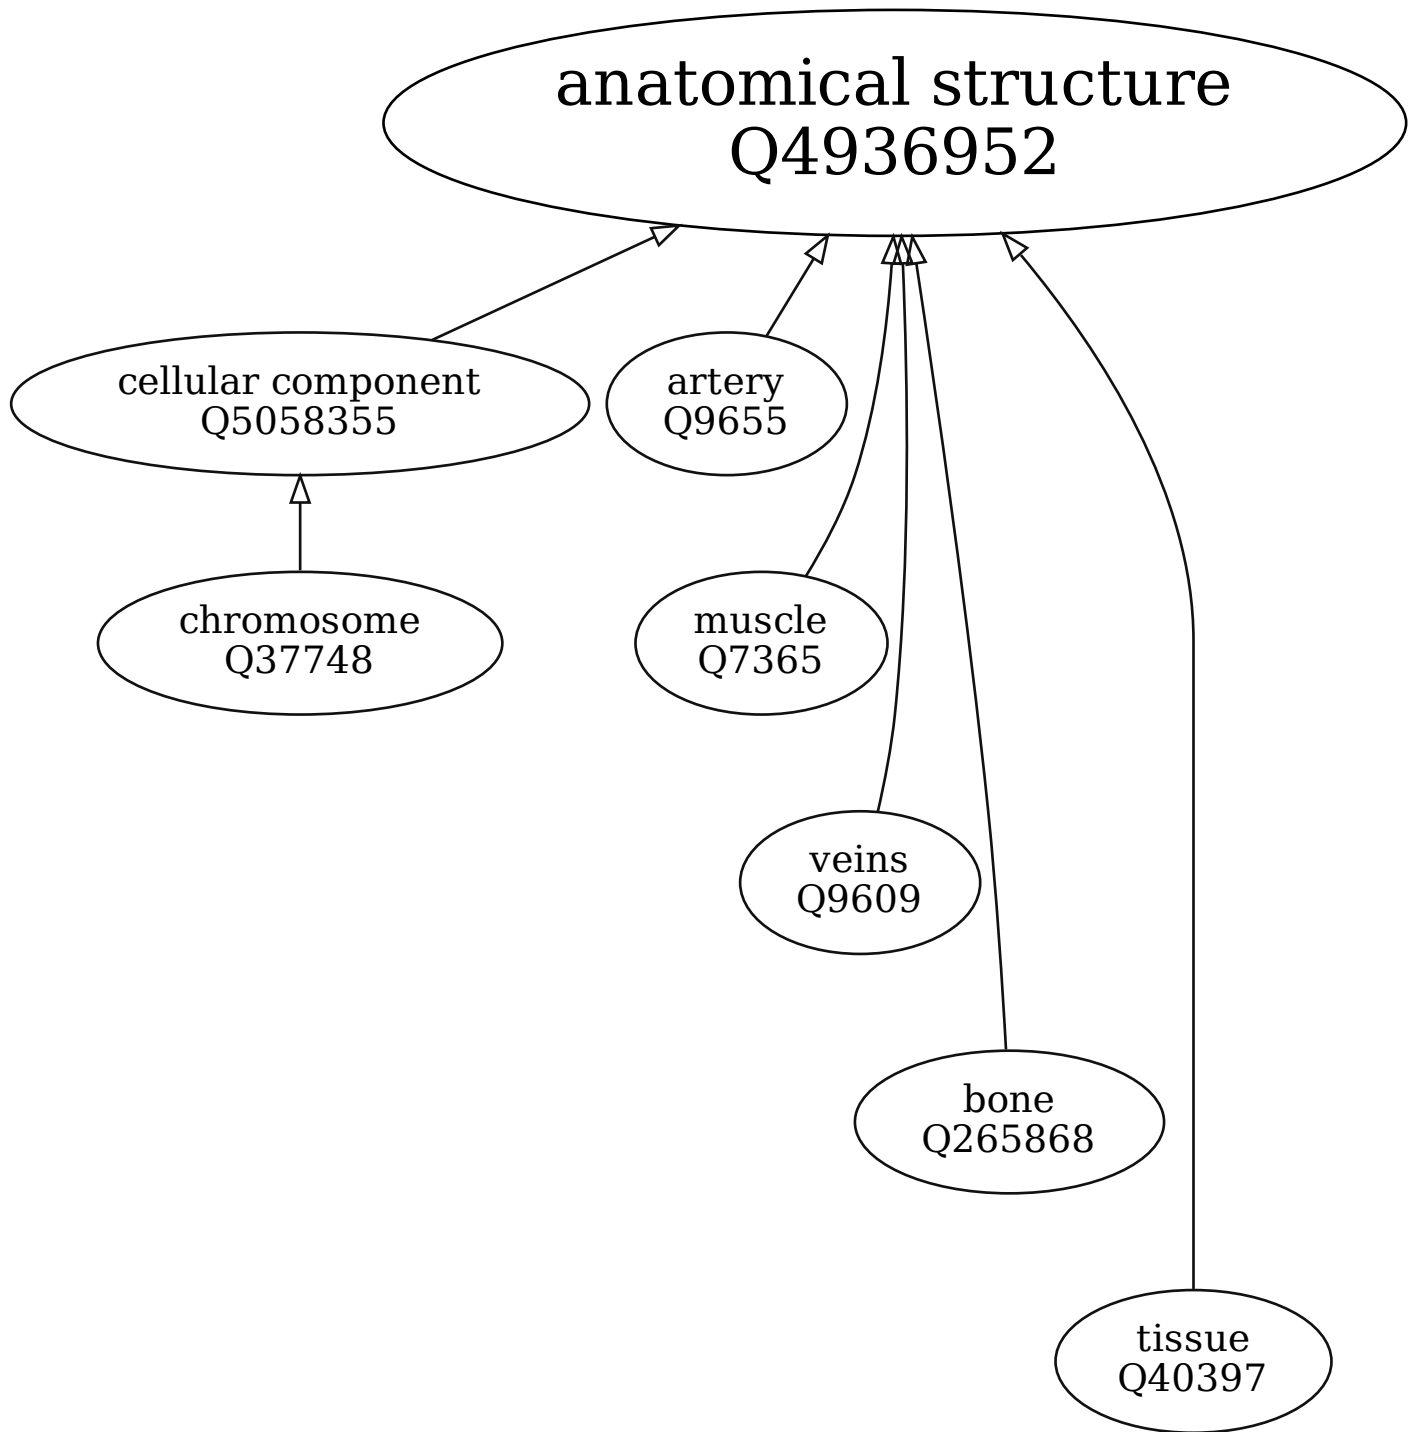 anatomical structure
Q4936952
cellular component
Q5058355
artery
Q9655
chromosome
Q37748
muscle
Q7365
veins
Q9609
bone
Q265868
tissue
Q40397